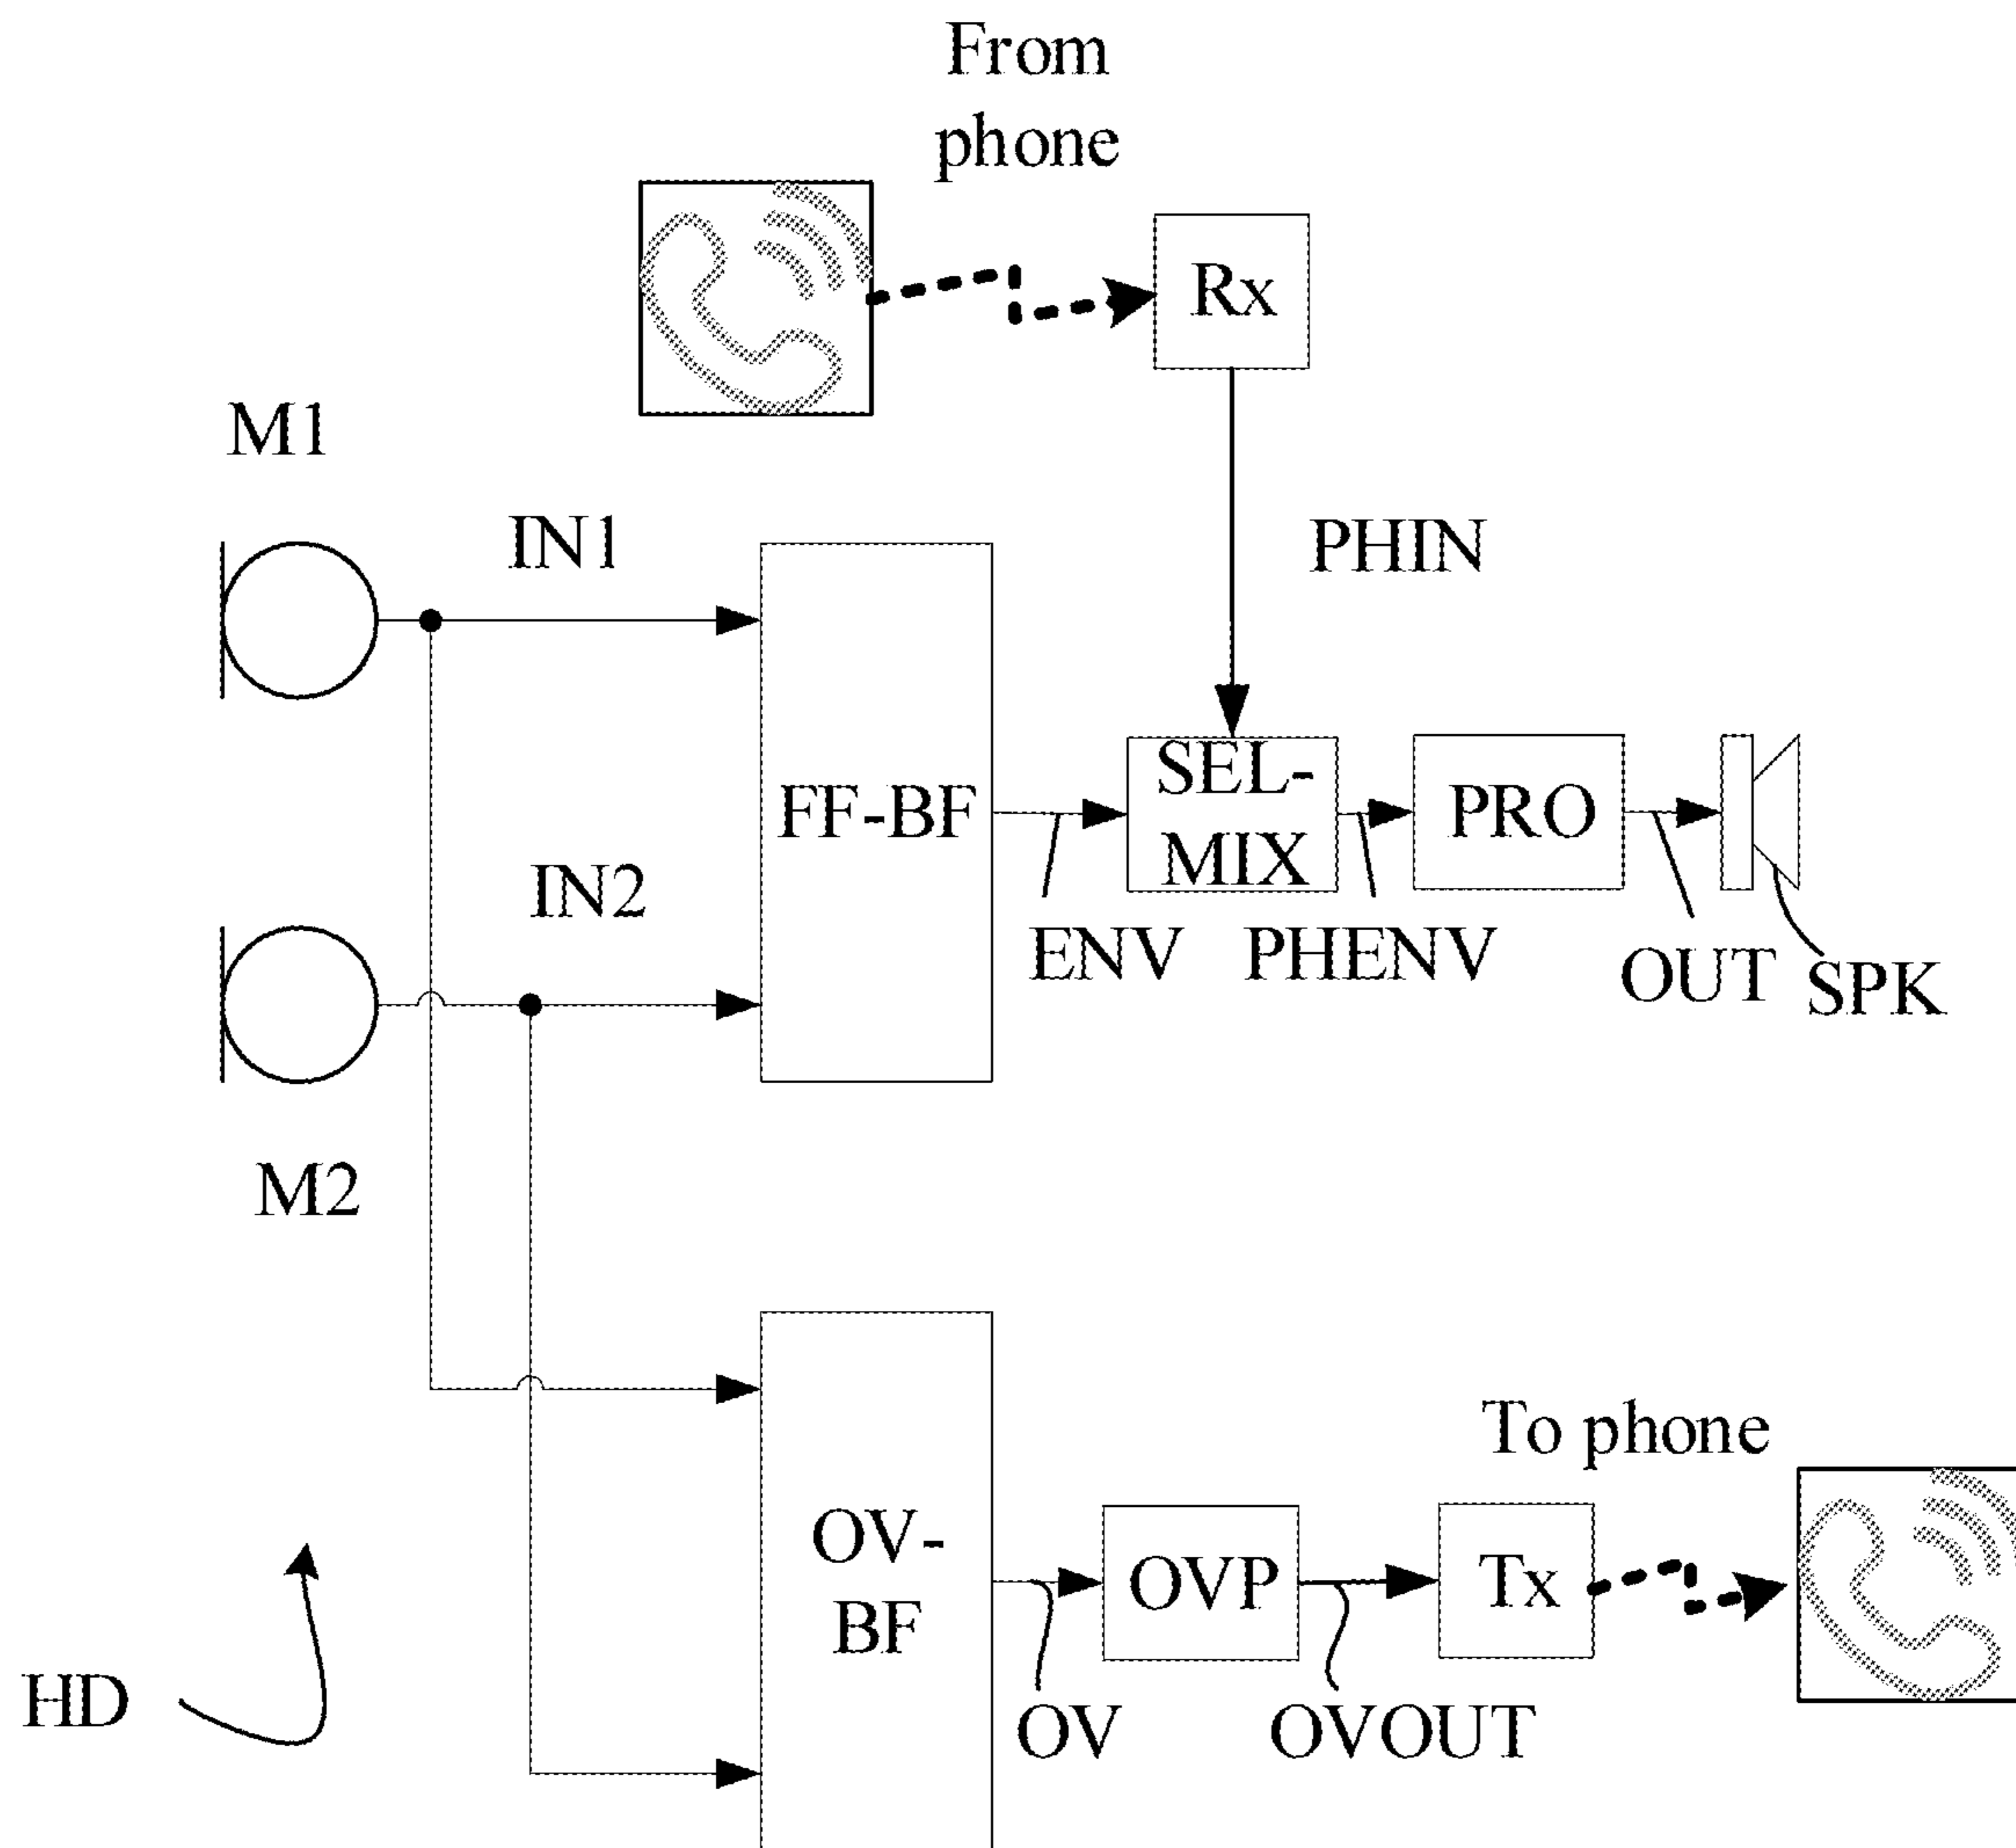 From
phone
Rx
M1
IN1
PHIN
FF-BF
SEL-
MIX
PRO
IN2
ENV
PHENV
OUT
SPK
M2
To phone
OV-
BF
OVP
Tx
HD
OV
OVOUT